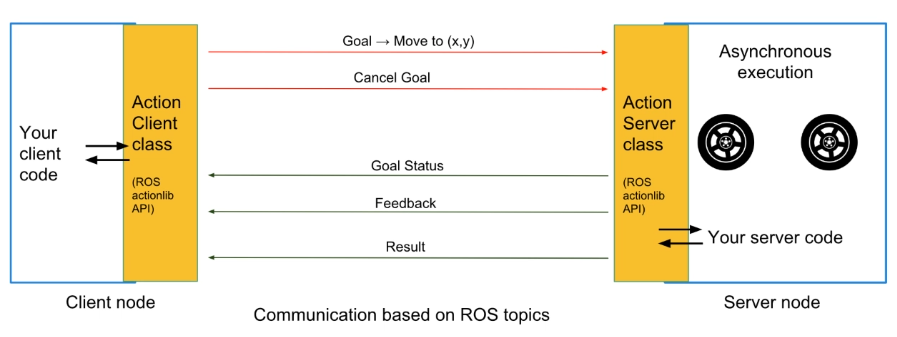 Goal → Move to (x,y)
Cancel Goal
Asynchronous
execution
Your
client
code
Action
Client
class
(ROS
actionlib
API)
Action
Server
class
(ROS
actionlib
API)
Goal Status
Feedback
Result
Your server code
Client node
Server node
Communication based on ROS topics